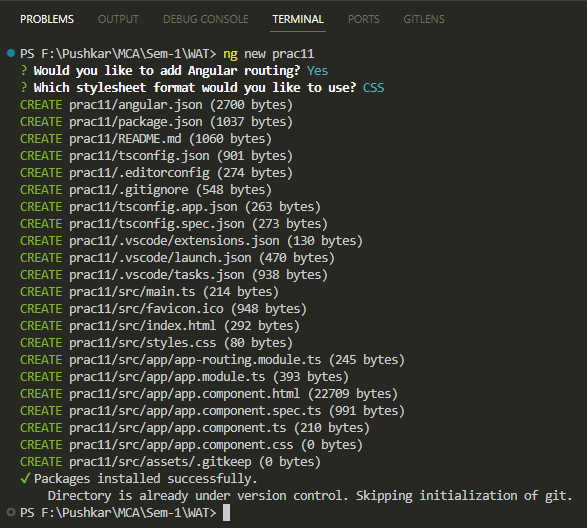 PROBLEMS OUTPUT DEBUG CONSOLE TERMINAL PORTS GITLENS
PS F:\Pushkar\MCA\Sem-1\WAT> ng new prac11
? Would you like to add Angular routing? Yes
? Which stylesheet format would you like to use? CSS
CREATE prac11/angular.json (2700 bytes)
CREATE prac11/package.json (1037 bytes)
CREATE prac11/README.md (1060 bytes)
CREATE prac11/tsconfig.json (901 bytes)
CREATE prac11/.editorconfig (274 bytes)
CREATE prac11/.gitignore (548 bytes)
CREATE prac11/tsconfig.app.json (263 bytes)
CREATE prac11/tsconfig.spec.json (273 bytes)
CREATE prac11/.vscode/extensions.json (130 bytes)
CREATE prac11/.vscode/launch.json (470 bytes)
CREATE prac11/.vscode/tasks.json (938 bytes)
CREATE prac11/src/main.ts (214 bytes)
CREATE prac11/src/favicon.ico (948 bytes)
CREATE prac11/src/index.html (292 bytes)
CREATE prac11/src/styles.css (80 bytes)
CREATE prac11/src/app/app-routing.module.ts (245 bytes)
CREATE prac11/src/app/app.module.ts (393 bytes)
CREATE prac11/src/app/app.component.html (22709 bytes)
CREATE prac11/src/app/app.component.spec.ts (991 bytes)
CREATE prac11/src/app/app.component.ts (210 bytes)
CREATE prac11/src/app/app.component.css (0 bytes)
CREATE prac11/src/assets/.gitkeep (0 bytes)
✓ Packages installed successfully.
Directory is already under version control. Skipping initialization of git.
PS F:\Pushkar\MCA\Sem-1\WAT>